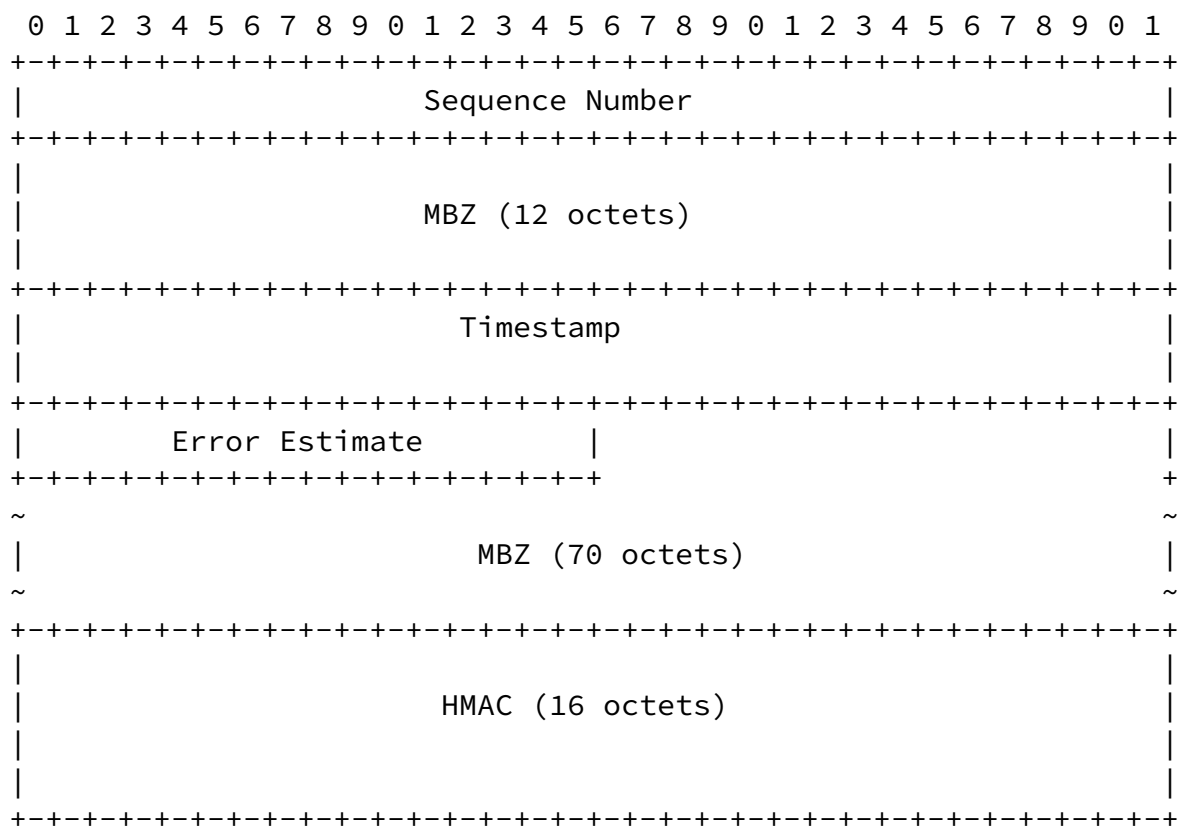 0 1 2 3 4 5 6 7 8 9 0 1 2 3 4 5 6 7 8 9 0 1 2 3 4 5 6 7 8 9 0 1
+-+-+-+-+-+-+-+-+-+-+-+-+-+-+-+-+-+-+-+-+-+-+-+-+-+-+-+-+-+-+-+-+
|                      Sequence Number                          |
+-+-+-+-+-+-+-+-+-+-+-+-+-+-+-+-+-+-+-+-+-+-+-+-+-+-+-+-+-+-+-+-+
|                                                               |
|                      MBZ (12 octets)                          |
|                                                               |
+-+-+-+-+-+-+-+-+-+-+-+-+-+-+-+-+-+-+-+-+-+-+-+-+-+-+-+-+-+-+-+-+
|                        Timestamp                              |
|                                                               |
+-+-+-+-+-+-+-+-+-+-+-+-+-+-+-+-+-+-+-+-+-+-+-+-+-+-+-+-+-+-+-+-+
|        Error Estimate         |                               |
+-+-+-+-+-+-+-+-+-+-+-+-+-+-+-+-+                               +
~                                                               ~
|                         MBZ (70 octets)                       |
~                                                               ~
+-+-+-+-+-+-+-+-+-+-+-+-+-+-+-+-+-+-+-+-+-+-+-+-+-+-+-+-+-+-+-+-+
|                                                               |
|                       HMAC (16 octets)                        |
|                                                               |
|                                                               |
+-+-+-+-+-+-+-+-+-+-+-+-+-+-+-+-+-+-+-+-+-+-+-+-+-+-+-+-+-+-+-+-+